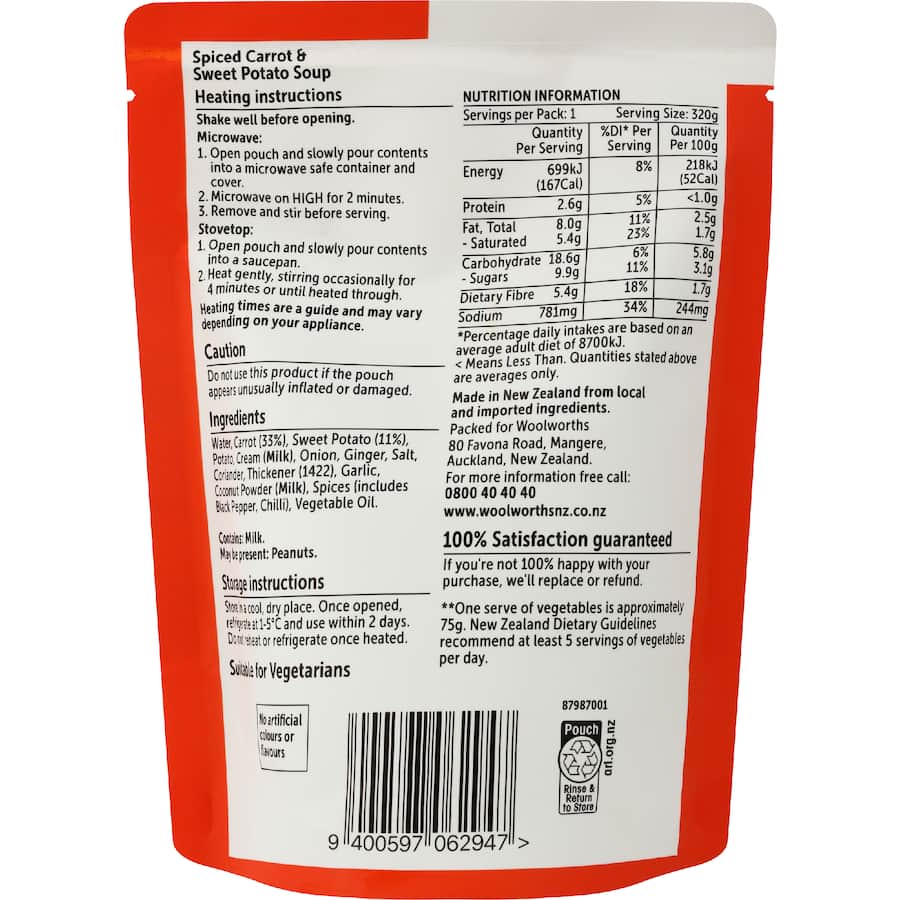 Spiced Carrot &
Sweet Potato Soup
Heating instructions
Shake well before opening.
Microwave:
1. Open pouch and slowly pour contents
into a microwave safe container and
cover.
2. Microwave on HIGH for 2 minutes.
3. Remove and stir before serving.
Stovetop:
1. Open pouch and slowly pour contents
into a saucepan.
2. Heat gently, stirring occasionally for
4 minutes or until heated through.
Heating times are a guide and may vary
depending on your appliance.
Caution
Do not use this product if the pouch
appears unusually inflated or damaged.
Ingredients
Water, Carrot (33%), Sweet Potato (11%),
Potato, Cream (Milk), Onion, Ginger, Salt,
Coriander, Thickener (1422), Garlic,
Coconut Powder (Milk), Spices (includes
Black Pepper, Chilli), Vegetable Oil.
Contains: Milk.
May be present: Peanuts.
Storage instructions
Store in a cool, dry place. Once opened,
refrigerate at 1-5°C and use within 2 days.
Do not reheat or refrigerate once heated.
Suitable for Vegetarians
No artificial
colours or
flavours
9 400597 062947 >
NUTRITION INFORMATION
Servings per Pack: 1 Serving Size: 320g
Quantity Per Serving %DI* Per Serving Quantity Per 100g
Energy 699kJ (167Cal) 8% 218kJ (52Cal)
Protein 2.6g 5% <1.0g
Fat, Total 8.0g 11% 2.5g
- Saturated 5.4g 23% 1.7g
Carbohydrate 18.6g 6% 5.8g
- Sugars 9.9g 11% 3.1g
Dietary Fibre 5.4g 18% 1.7g
Sodium 781mg 34% 244mg
*Percentage daily intakes are based on an
average adult diet of 8700kJ.
< Means Less Than. Quantities stated above
are averages only.
Made in New Zealand from local
and imported ingredients.
Packed for Woolworths
80 Favona Road, Mangere,
Auckland, New Zealand.
For more information free call:
0800 40 40 40
www.woolworthsnz.co.nz
100% Satisfaction guaranteed
If you're not 100% happy with your
purchase, we'll replace or refund.
**One serve of vegetables is approximately
75g. New Zealand Dietary Guidelines
recommend at least 5 servings of vegetables
per day.
87987001
Pouch
Rinse &
Return
to Store
arl.org.nz